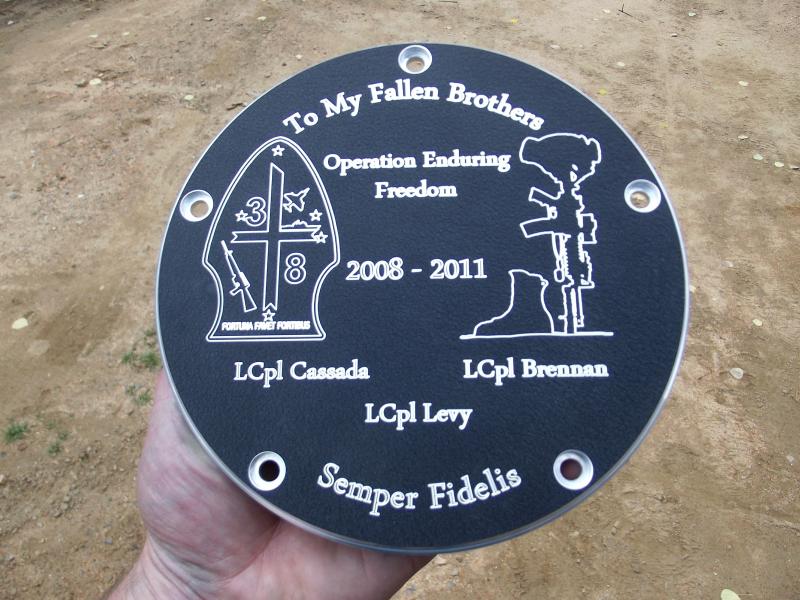 To My Fallen Brothers
Operation Enduring
Freedom
3
8
2008 - 2011
FORTUNA FAVET FORTIBUS
LCpl Cassada
LCpl Brennan
LCpl Levy
Semper Fidelis